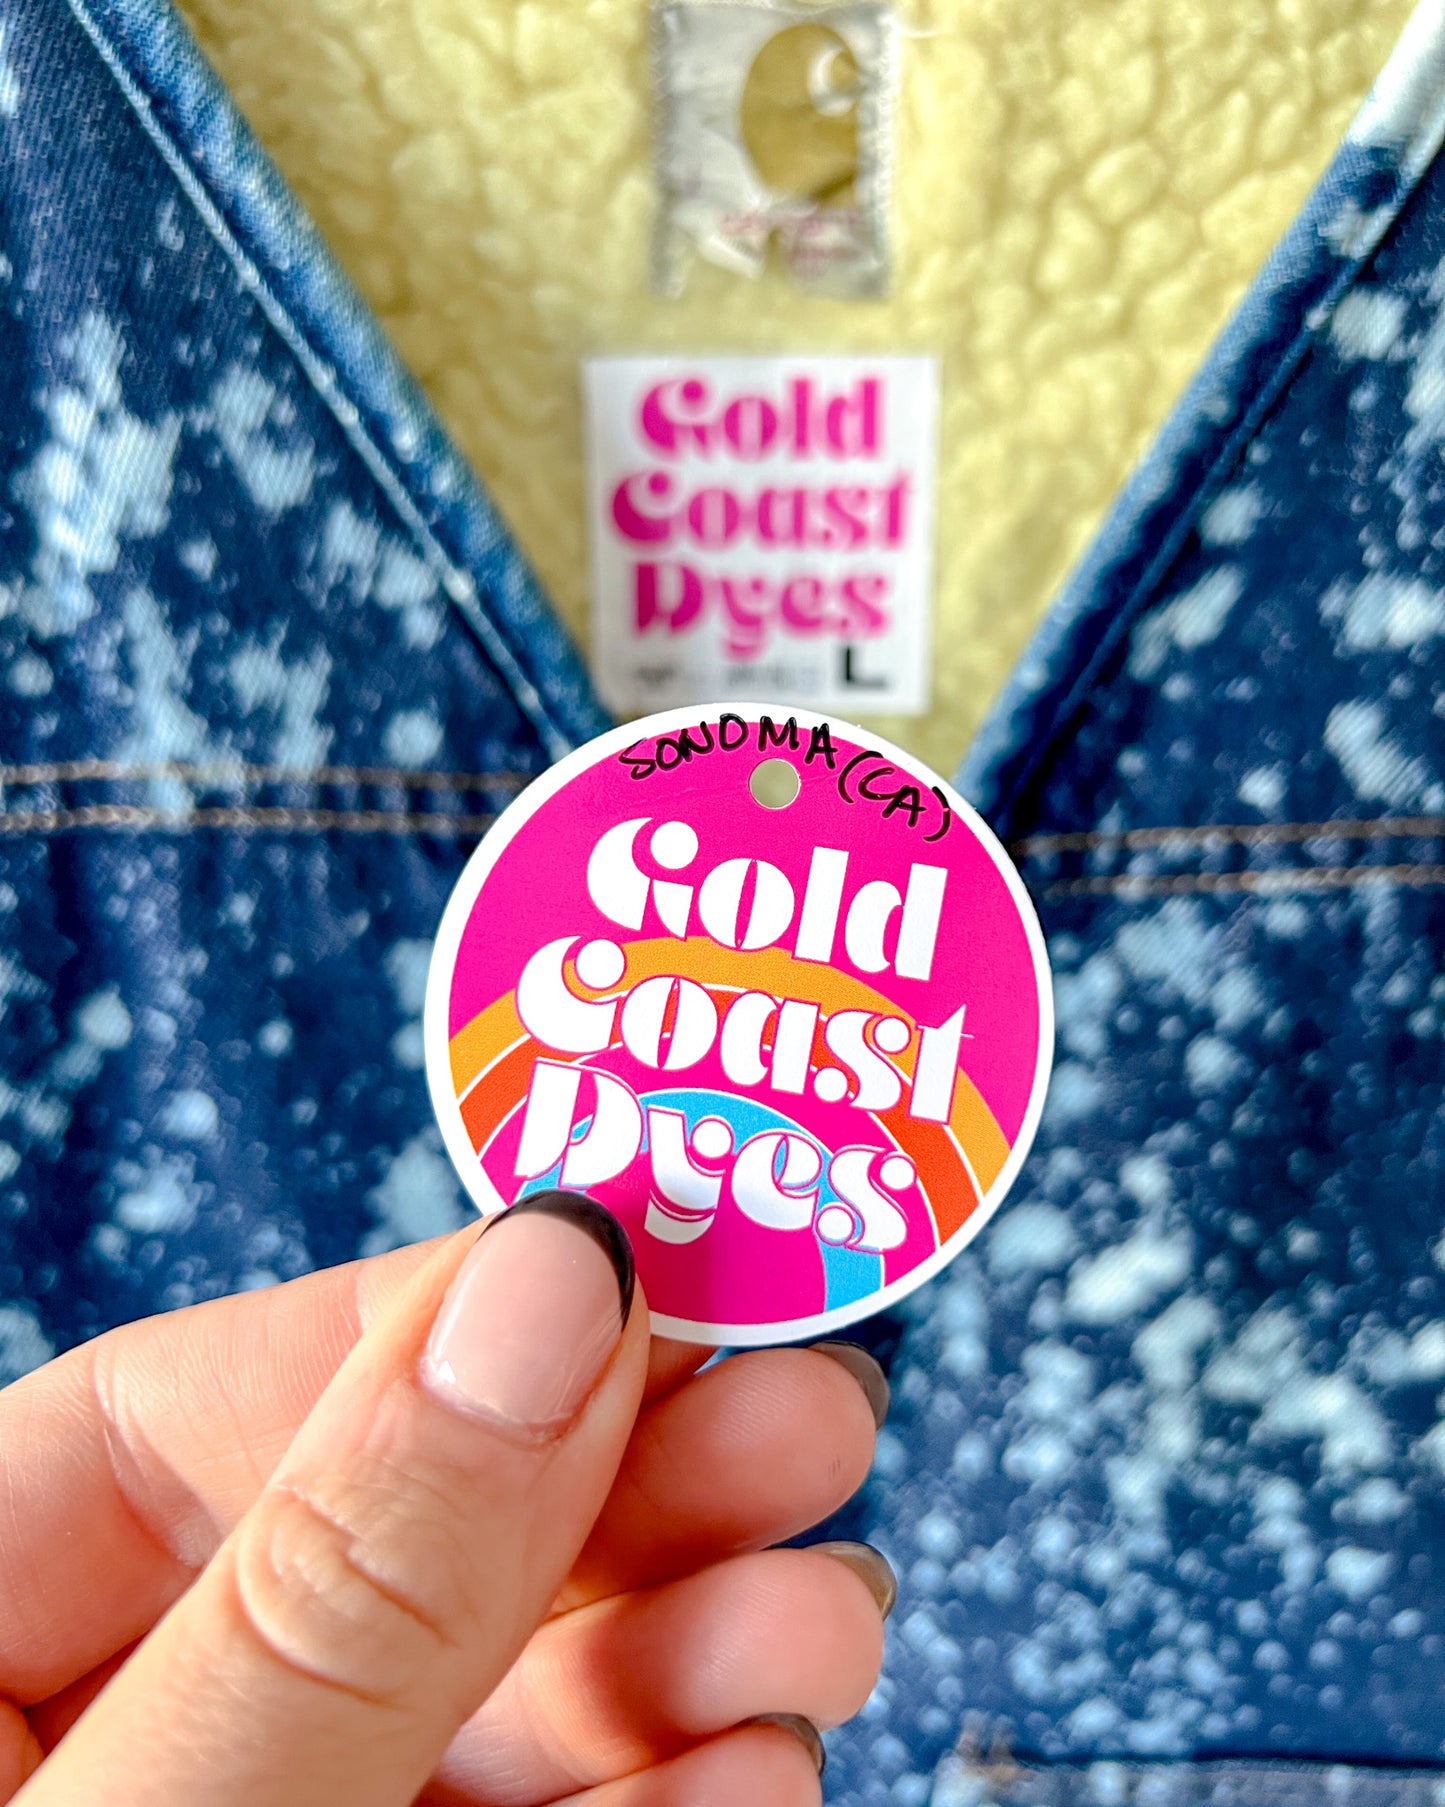 Gold
Coast
Dyes
L
SONOMA (CA)
Gold
Coast
Dyes